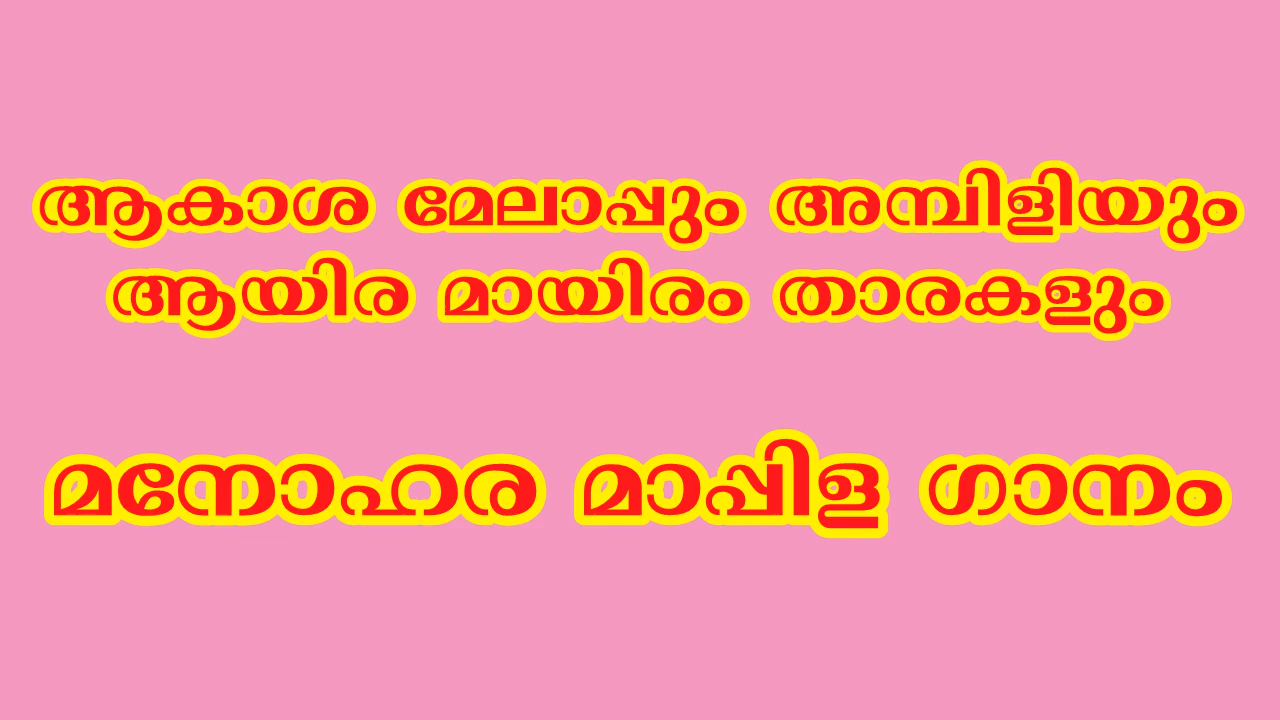 ആകാശ മേലാപ്പും അമ്പിളിയും
ആയിര മായിരം താരകളും
മനോഹര മാപ്പിള ഗാനം